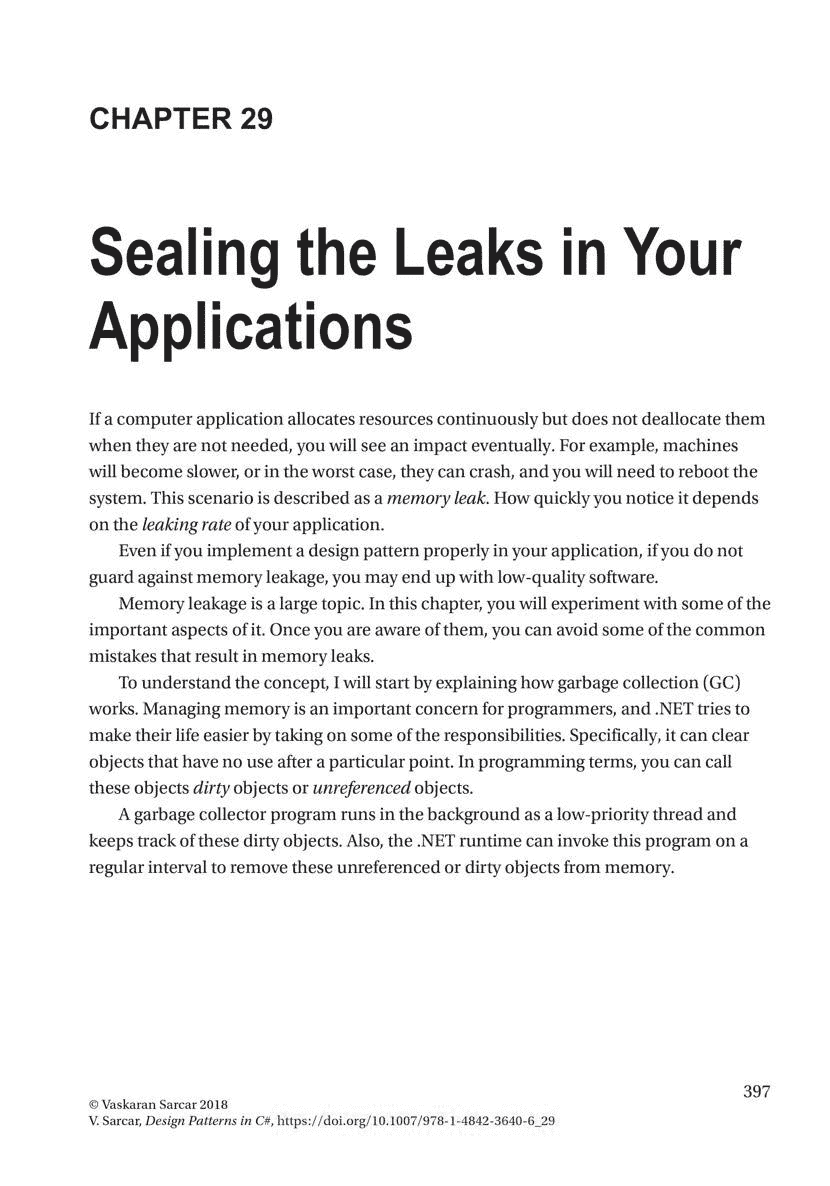 CHAPTER 29
Sealing the Leaks in Your
Applications
If a computer application allocates resources continuously but does not deallocate them
when they are not needed, you will see an impact eventually. For example, machines
will become slower, or in the worst case, they can crash, and you will need to reboot the
system. This scenario is described as a memory leak. How quickly you notice it depends
on the leaking rate of your application.
Even if you implement a design pattern properly in your application, if you do not
guard against memory leakage, you may end up with low-quality software.
Memory leakage is a large topic. In this chapter, you will experiment with some of the
important aspects of it. Once you are aware of them, you can avoid some of the common
mistakes that result in memory leaks.
To understand the concept, I will start by explaining how garbage collection (GC)
works. Managing memory is an important concern for programmers, and .NET tries to
make their life easier by taking on some of the responsibilities. Specifically, it can clear
objects that have no use after a particular point. In programming terms, you can call
these objects dirty objects or unreferenced objects.
A garbage collector program runs in the background as a low-priority thread and
keeps track of these dirty objects. Also, the .NET runtime can invoke this program on a
regular interval to remove these unreferenced or dirty objects from memory.
397
© Vaskaran Sarcar 2018
V. Sarcar, Design Patterns in C#, https://doi.org/10.1007/978-1-4842-3640-6_29